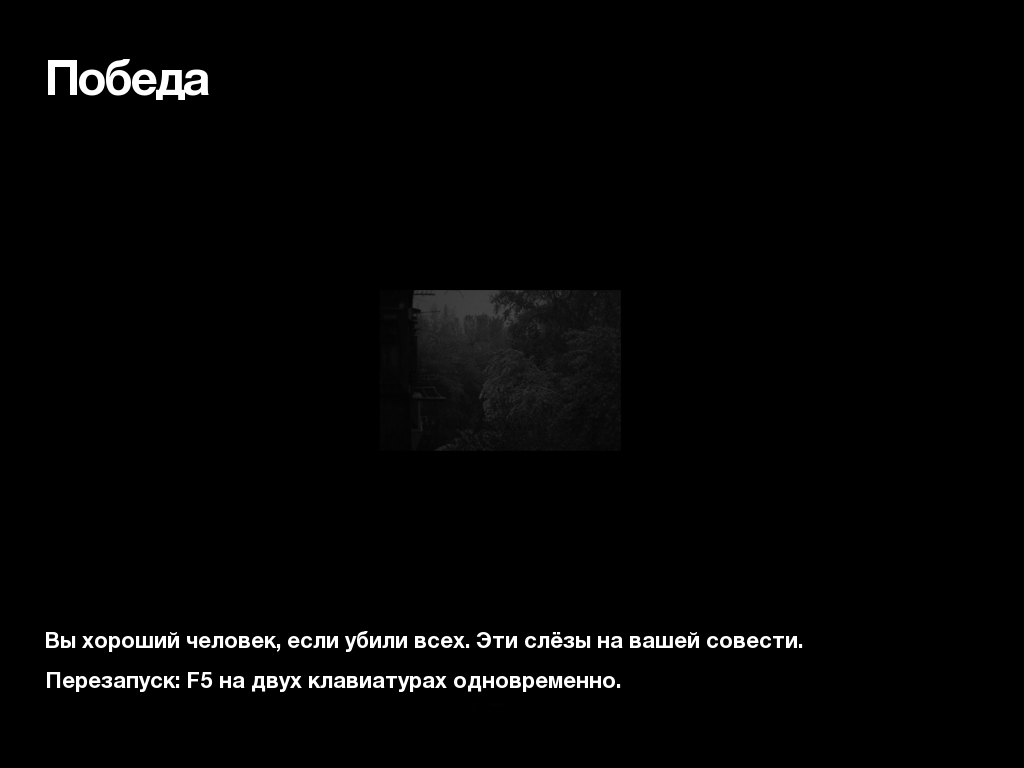 Победа
Вы хороший человек, если убили всех. Эти слёзы на вашей совести.
Перезапуск: F5 на двух клавиатурах одновременно.